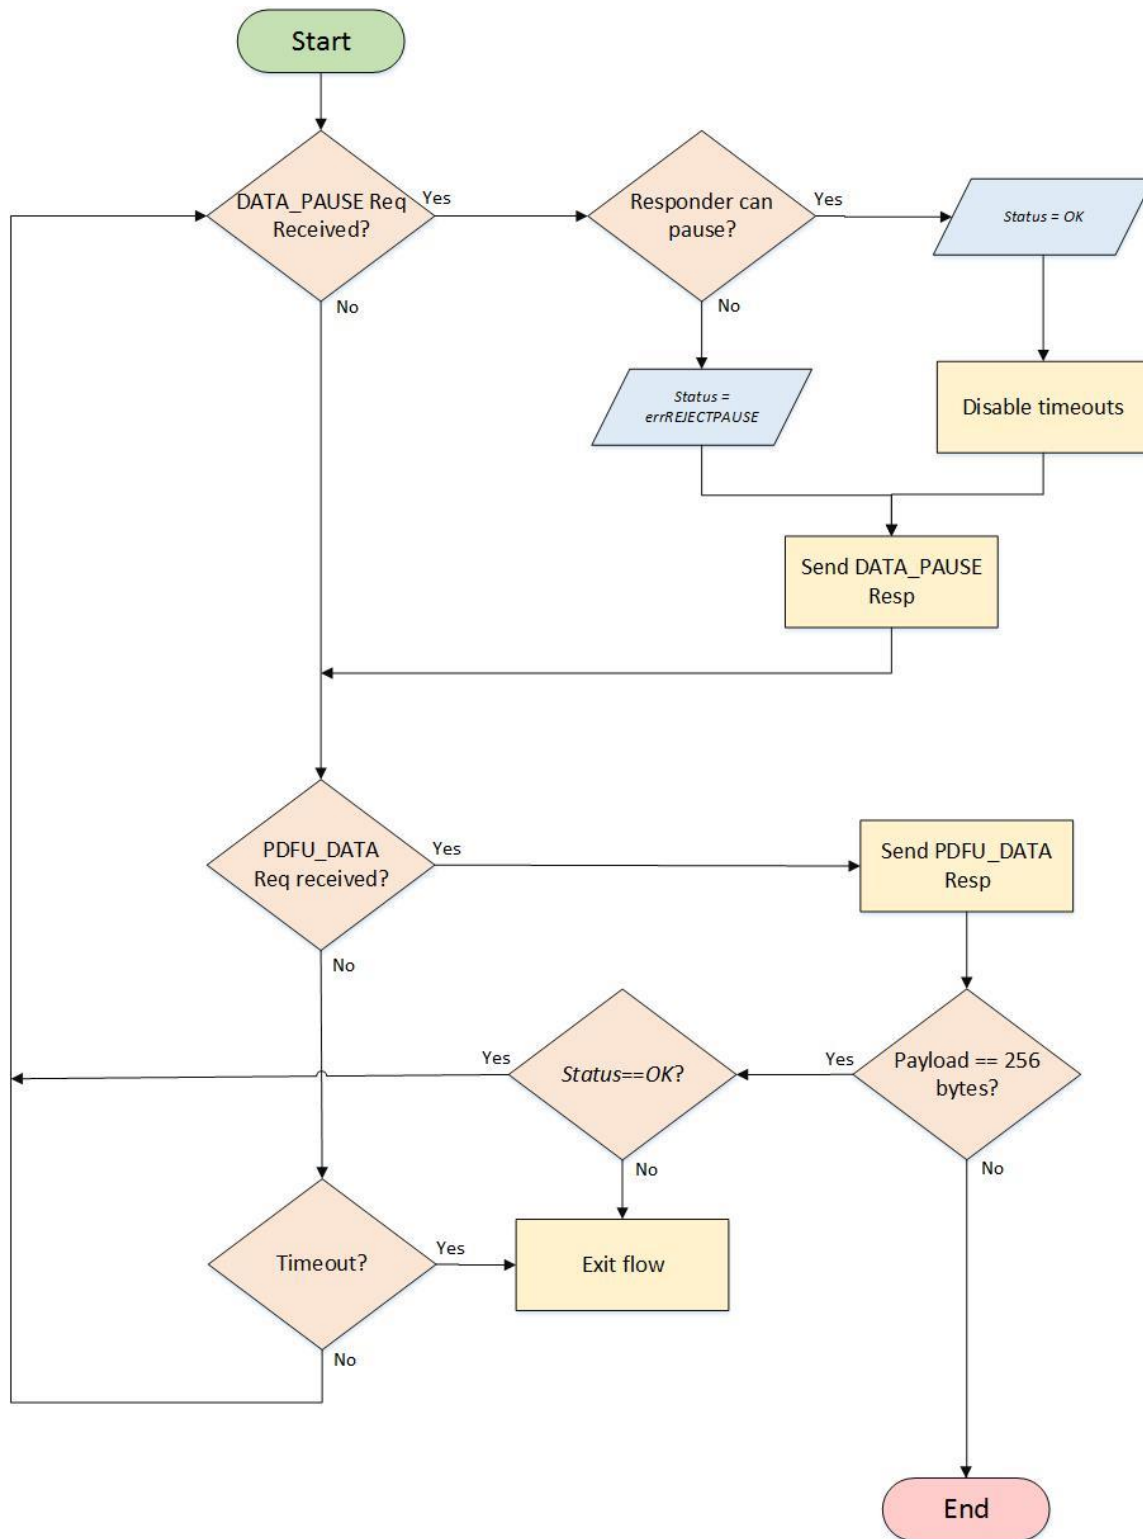 Start
DATA_PAUSE Req
Received?
Yes
No
Responder can
pause?
Yes
No
Status = OK
Status =
errREJECTPAUSE
Disable timeouts
Send DATA_PAUSE
Resp
PDFU_DATA
Req received?
Yes
No
Send PDFU_DATA
Resp
Payload == 256
bytes?
Yes
No
Status==OK?
Yes
No
Timeout?
Yes
No
Exit flow
End